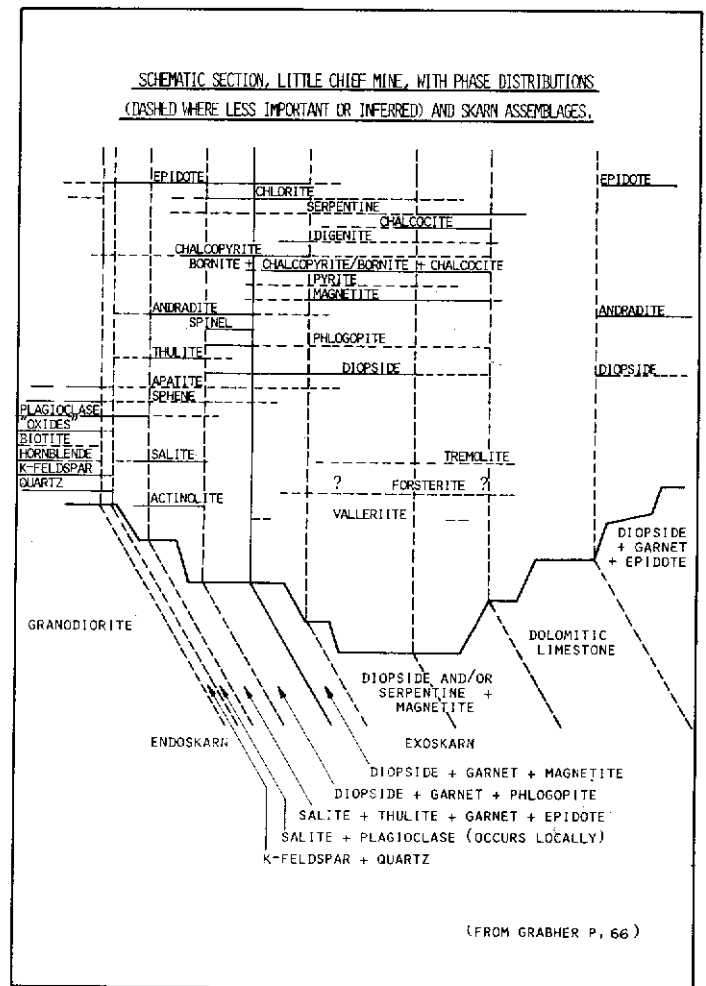 SCHEMATIC SECTION, LITTLE CHIEF MINE, WITH PHASE DISTRIBUTIONS
(DASHED WHERE LESS IMPORTANT OR INFERRED) AND SKARN ASSEMBLAGES.
EPIDOTE EPIDOTE
CHLORITE
SERPENTINE
CHALCOCITE
DIGENITE
CHALCOPYRITE
BORNITE + CHALCOPYRITE/BORNITE + CHALCOCITE
PYRITE
MAGNETITE
ANDRADITE ANDRADITE
SPINEL
PHLOGOPITE
THULITE
DIOPSIDE DIOPSIDE
APATITE
SPHENE
PLAGIOCLASE
"OXIDES"
BIOTITE
HORNBLENDE SALITE TREMOLITE
K-FELDSPAR
QUARTZ ? FORSTERITE ?
ACTINOLITE
VALLERIITE
DIOPSIDE
+ GARNET
+ EPIDOTE
GRANODIORITE
DOLOMITIC
LIMESTONE
DIOPSIDE AND/OR
SERPENTINE +
MAGNETITE
ENDOSKARN EXOSKARN
DIOPSIDE + GARNET + MAGNETITE
DIOPSIDE + GARNET + PHLOGOPITE
SALITE + THULITE + GARNET + EPIDOTE
SALITE + PLAGIOCLASE (OCCURS LOCALLY)
K-FELDSPAR + QUARTZ
(FROM GRABHER P. 66)